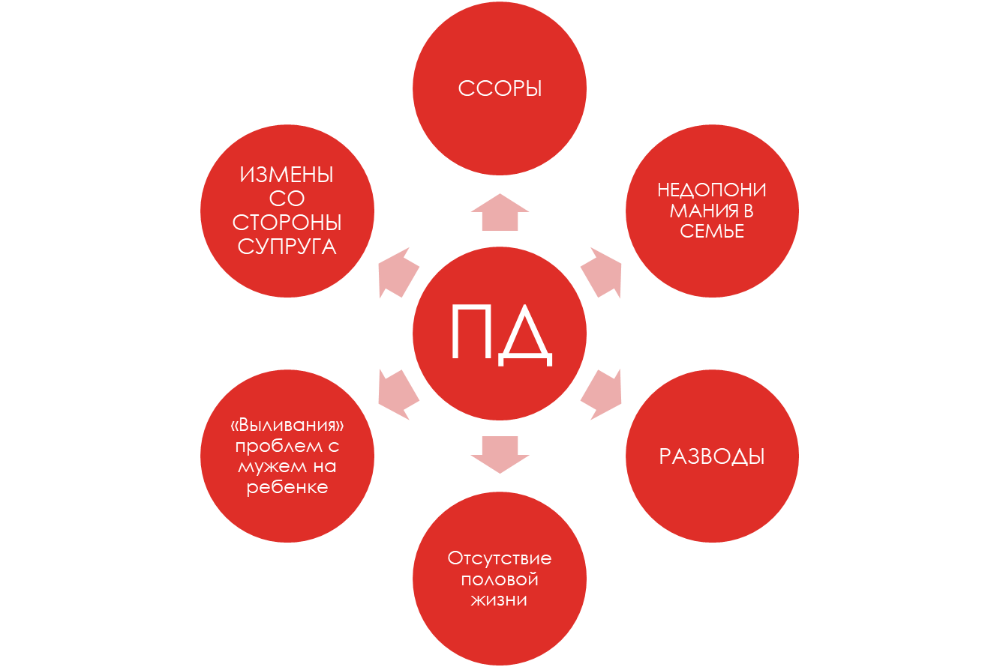 ССОРЫ
НЕДОПОНИ
МАНИЯ В
СЕМЬЕ
РАЗВОДЫ
Отсутствие
половой
жизни
«Выливания»
проблем с
мужем на
ребенке
ИЗМЕНЫ
СО
СТОРОНЫ
СУПРУГА
ПД